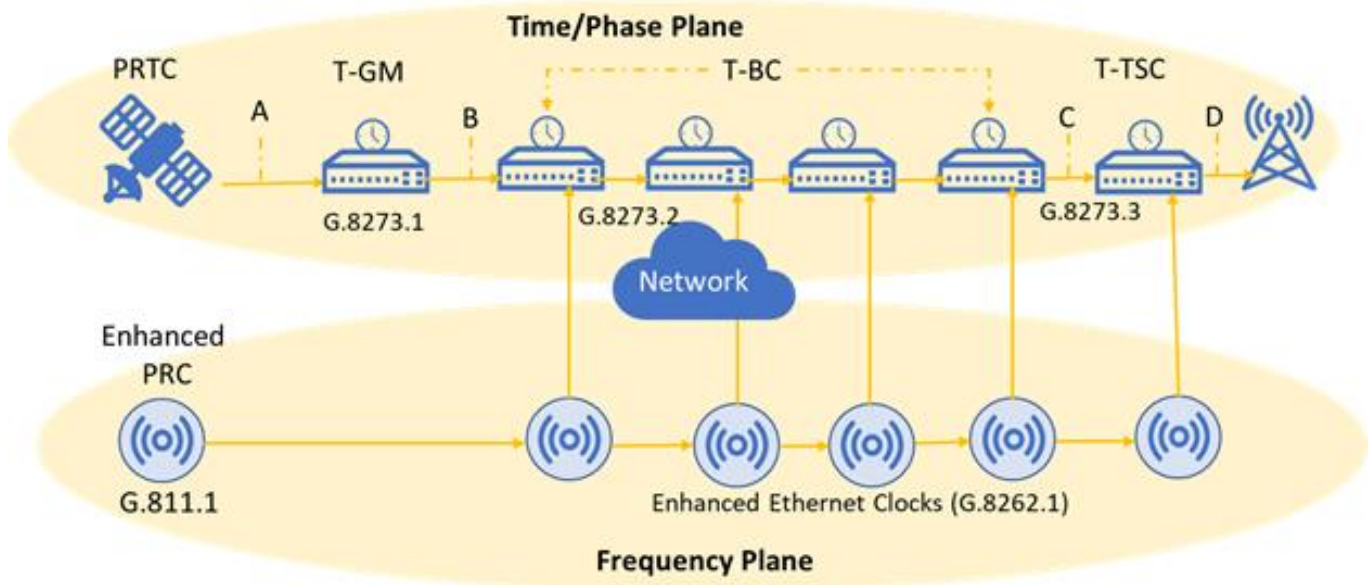 Time/Phase Plane
PRTC
T-GM
T-BC
T-TSC
A
B
C
D
G.8273.1
G.8273.2
G.8273.3
Network
Enhanced
PRC
G.811.1
Enhanced Ethernet Clocks (G.8262.1)
Frequency Plane